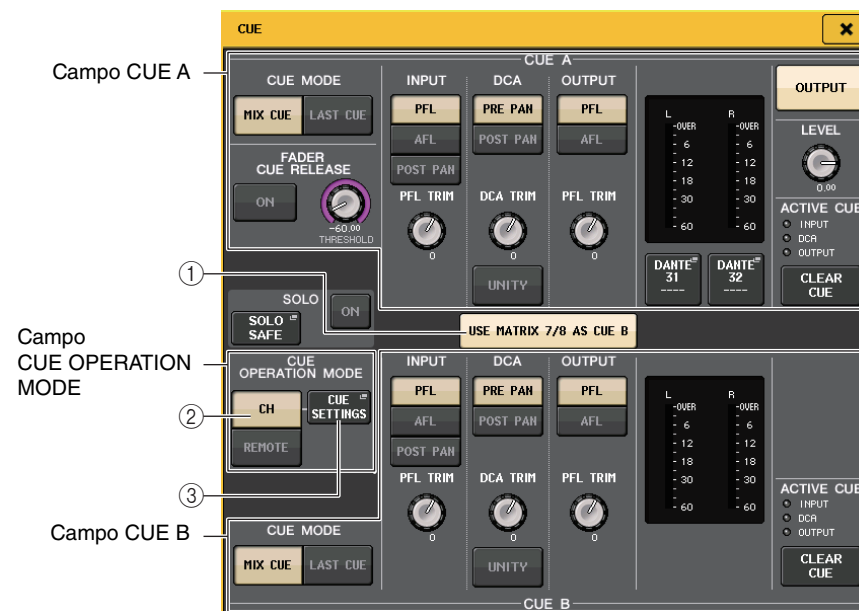 CUE
Campo CUE A
CUE A
CUE MODE
MIX CUE
LAST CUE
FADER
CUE RELEASE
ON
-60.00
THRESHOLD
INPUT
PFL
AFL
POST PAN
PFL TRIM
0
DCA
PRE PAN
POST PAN
DCA TRIM
0
UNITY
OUTPUT
PFL
AFL
PFL TRIM
0
L
R
-OVER
-OVER
- 6
- 6
- 12
- 12
- 18
- 18
- 30
- 30
- 60
- 60
DANTE
31
----
DANTE
32
----
OUTPUT
LEVEL
0.00
ACTIVE CUE
INPUT
DCA
OUTPUT
CLEAR
CUE
①
SOLO
SOLO
SAFE
ON
USE MATRIX 7/8 AS CUE B
Campo
CUE OPERATION
MODE
CUE
OPERATION MODE
②
CH
CUE
SETTINGS
REMOTE
③
Campo CUE B
CUE MODE
MIX CUE
LAST CUE
INPUT
PFL
AFL
POST PAN
PFL TRIM
0
DCA
PRE PAN
POST PAN
DCA TRIM
0
UNITY
OUTPUT
PFL
AFL
PFL TRIM
0
L
R
-OVER
-OVER
- 6
- 6
- 12
- 12
- 18
- 18
- 30
- 30
- 60
- 60
ACTIVE CUE
INPUT
DCA
OUTPUT
CLEAR
CUE
CUE B